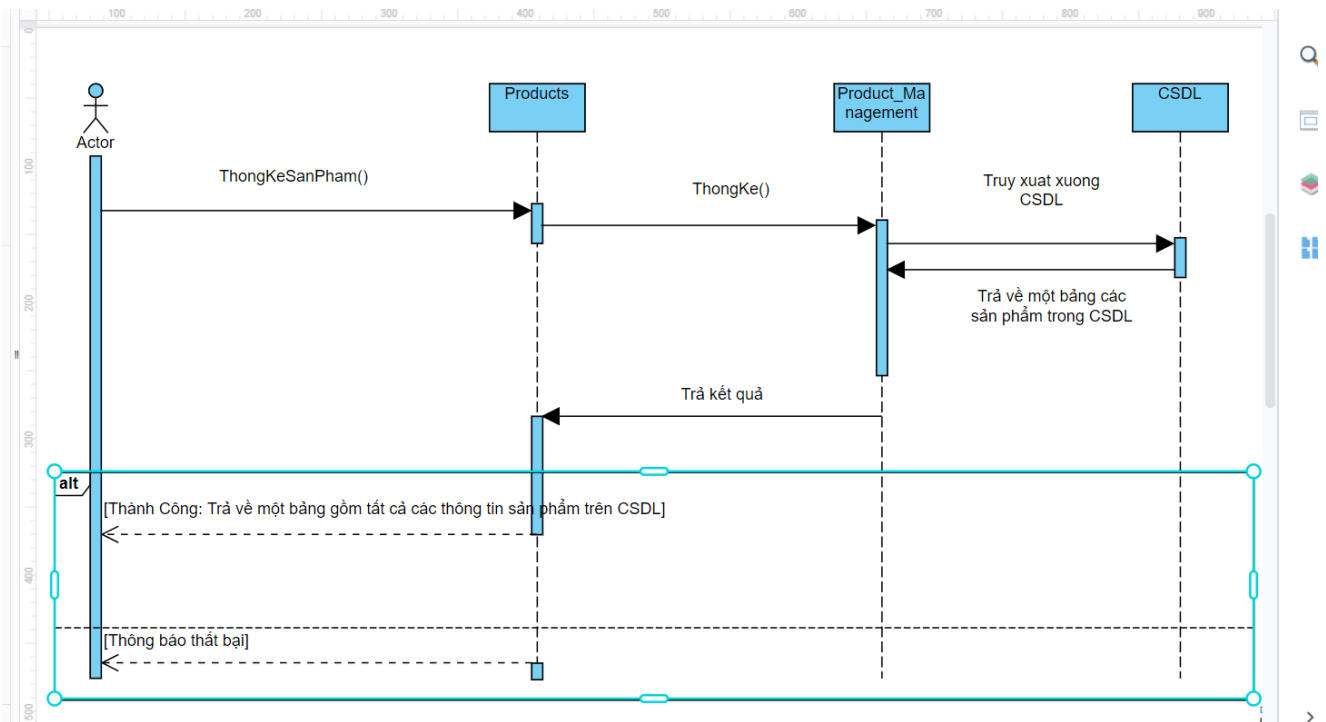 100 200 300 400 500 600 700 800 900
0
100
200
300
400
500
Actor
Products
Product_Ma
nagement
CSDL
ThongKeSanPham()
ThongKe()
Truy xuat xuong
CSDL
Trả về một bảng các
sản phẩm trong CSDL
Trả kết quả
alt
[Thành Công: Trả về một bảng gồm tất cả các thông tin sản phẩm trên CSDL]
[Thông báo thất bại]